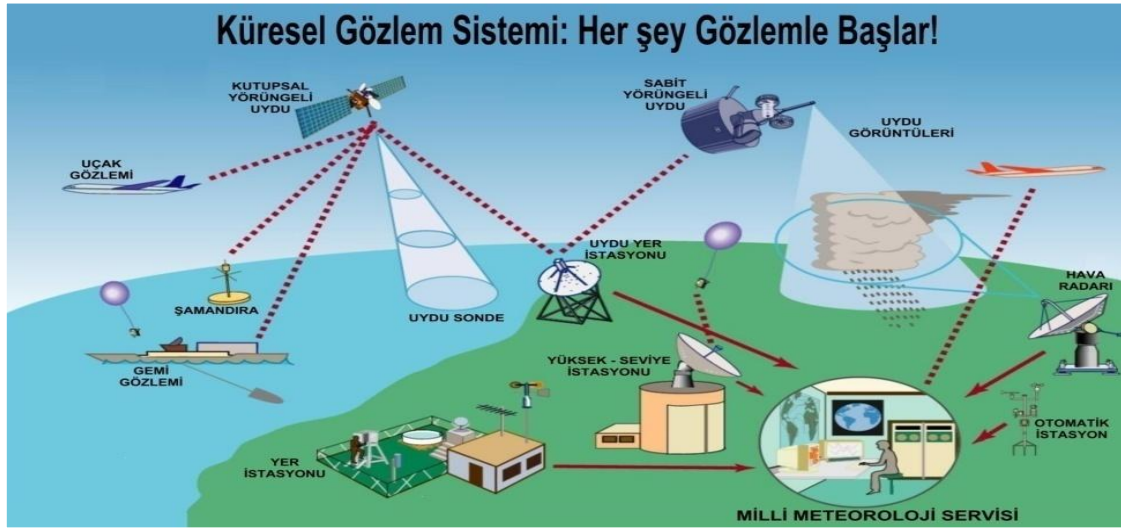 Küresel Gözlem Sistemi: Her şey Gözlemle Başlar!
KUTUPSAL
YÖRÜNGELİ
UYDU
SABİT
YÖRÜNGELİ
UYDU
UYDU
GÖRÜNTÜLERİ
UÇAK
GÖZLEMİ
UYDU YER
İSTASYONU
HAVA
RADARI
ŞAMANDIRA
UYDU SONDE
GEMİ
GÖZLEMİ
YÜKSEK - SEVİYE
İSTASYONU
OTOMATİK
İSTASYON
YER
İSTASYONU
MİLLİ METEOROLOJİ SERVİSİ